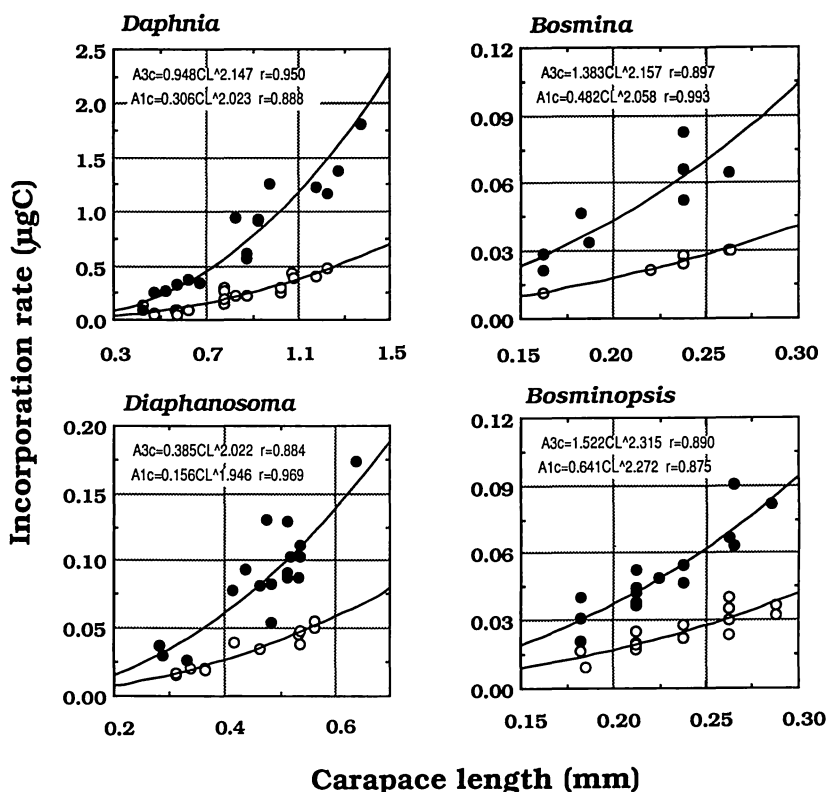 Daphnia
2.5
2.0
1.5
1.0
0.5
0.0
A3c=0.948CL^2.147 r=0.950
A1c=0.306CL^2.023 r=0.888
0.3 0.7 1.1 1.5
Bosmina
0.12
0.09
0.06
0.03
0.00
A3c=1.383CL^2.157 r=0.897
A1c=0.482CL^2.058 r=0.993
0.15 0.20 0.25 0.30
Diaphanosoma
0.20
0.15
0.10
0.05
0.00
A3c=0.385CL^2.022 r=0.884
A1c=0.156CL^1.946 r=0.969
0.2 0.4 0.6
Bosminopsis
0.12
0.09
0.06
0.03
0.00
A3c=1.522CL^2.315 r=0.890
A1c=0.641CL^2.272 r=0.875
0.15 0.20 0.25 0.30
Incorporation rate (µgC)
Carapace length (mm)